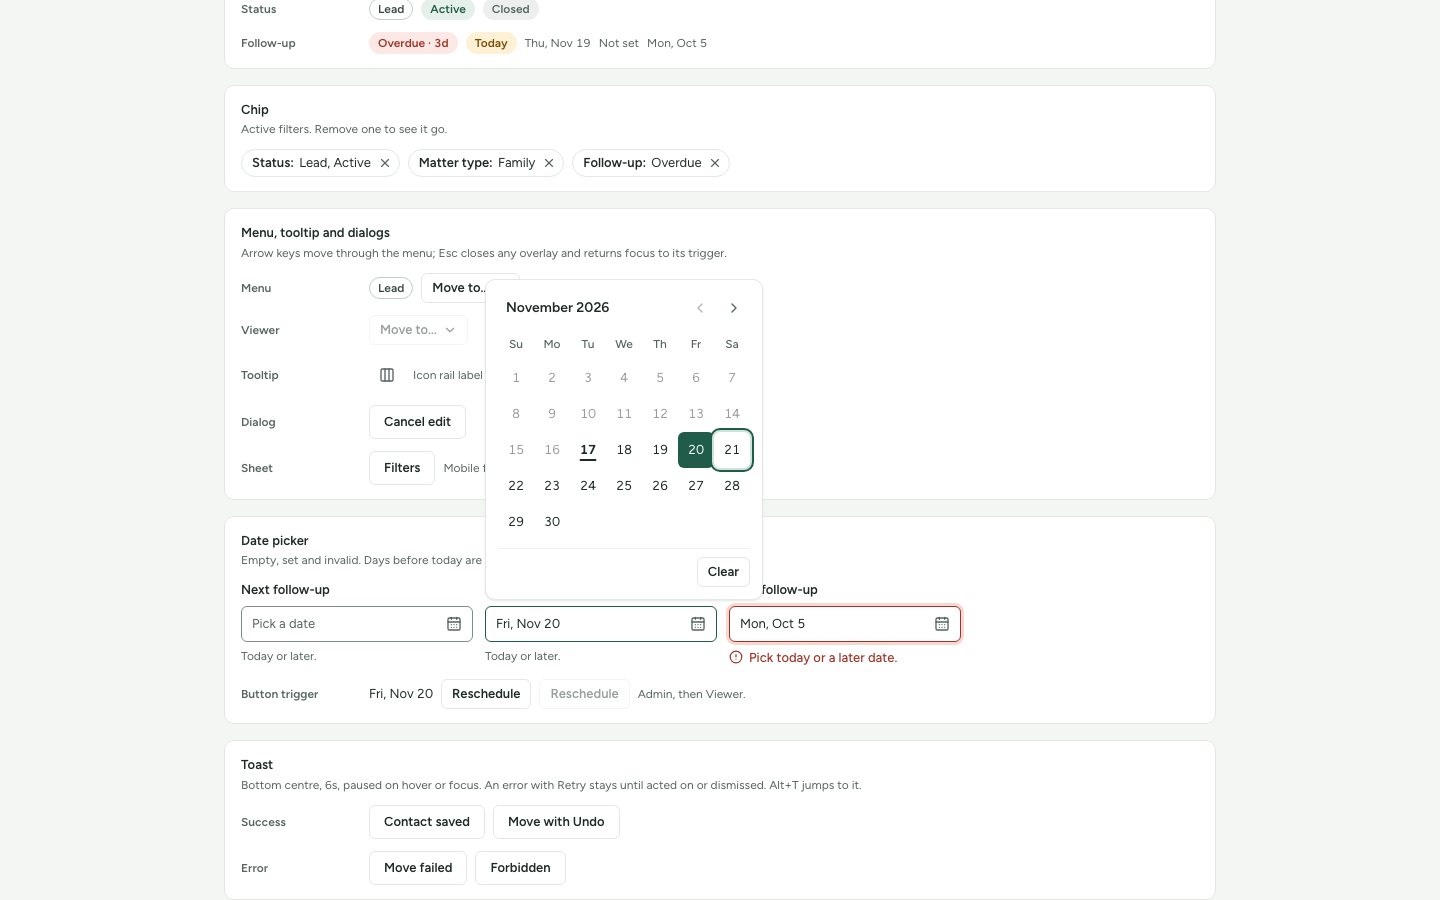 Status Lead Active Closed
Follow-up Overdue · 3d Today Thu, Nov 19 Not set Mon, Oct 5
Chip
Active filters. Remove one to see it go.
Status: Lead, Active Matter type: Family Follow-up: Overdue
Menu, tooltip and dialogs
Arrow keys move through the menu; Esc closes any overlay and returns focus to its trigger.
Menu Lead Move to...
Viewer Move to...
Tooltip Icon rail label
Dialog Cancel edit
Sheet Filters Mobile
November 2026
Su Mo Tu We Th Fr Sa
1 2 3 4 5 6 7
8 9 10 11 12 13 14
15 16 17 18 19 20 21
22 23 24 25 26 27 28
29 30
Clear
Date picker
Empty, set and invalid. Days before today are
Next follow-up follow-up
Pick a date Fri, Nov 20 Mon, Oct 5
Today or later. Today or later. Pick today or a later date.
Button trigger Fri, Nov 20 Reschedule Reschedule Admin, then Viewer.
Toast
Bottom centre, 6s, paused on hover or focus. An error with Retry stays until acted on or dismissed. Alt+T jumps to it.
Success Contact saved Move with Undo
Error Move failed Forbidden